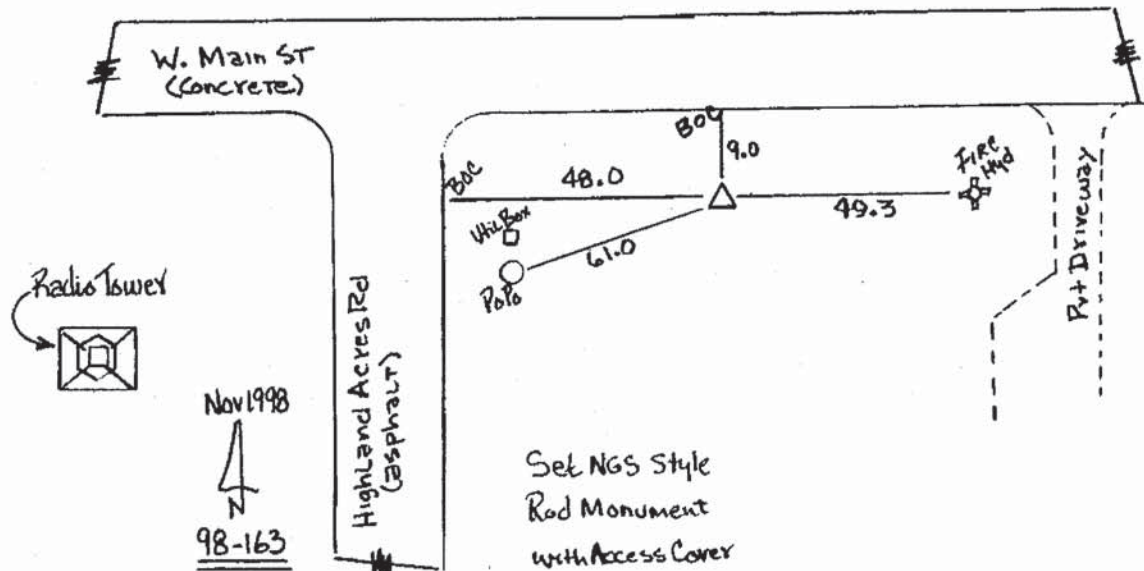 W. Main ST
(Concrete)
BOC
9.0
Fire
Hyd
BOC
48.0
49.3
Util Box
61.0
PoPo
Pvt Driveway
Radio Tower
Highland Acres Rd
(asphalt)
Nov 1998
N
98-163
Set NGS Style
Rod Monument
with Access Cover